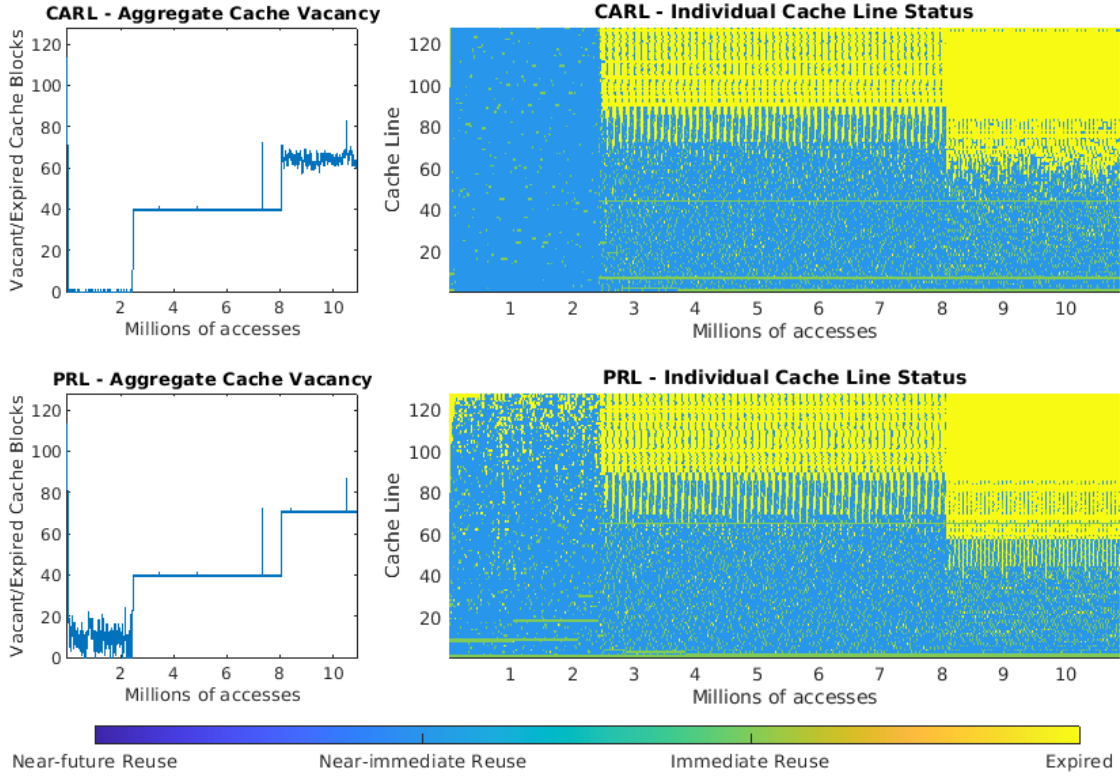 CARL - Aggregate Cache Vacancy
Vacant/Expired Cache Blocks
120
100
80
60
40
20
0
2 4 6 8 10
Millions of accesses
CARL - Individual Cache Line Status
Cache Line
120
100
80
60
40
20
1 2 3 4 5 6 7 8 9 10
Millions of accesses
PRL - Aggregate Cache Vacancy
Vacant/Expired Cache Blocks
120
100
80
60
40
20
0
2 4 6 8 10
Millions of accesses
PRL - Individual Cache Line Status
Cache Line
120
100
80
60
40
20
1 2 3 4 5 6 7 8 9 10
Millions of accesses
Near-future Reuse Near-immediate Reuse Immediate Reuse Expired